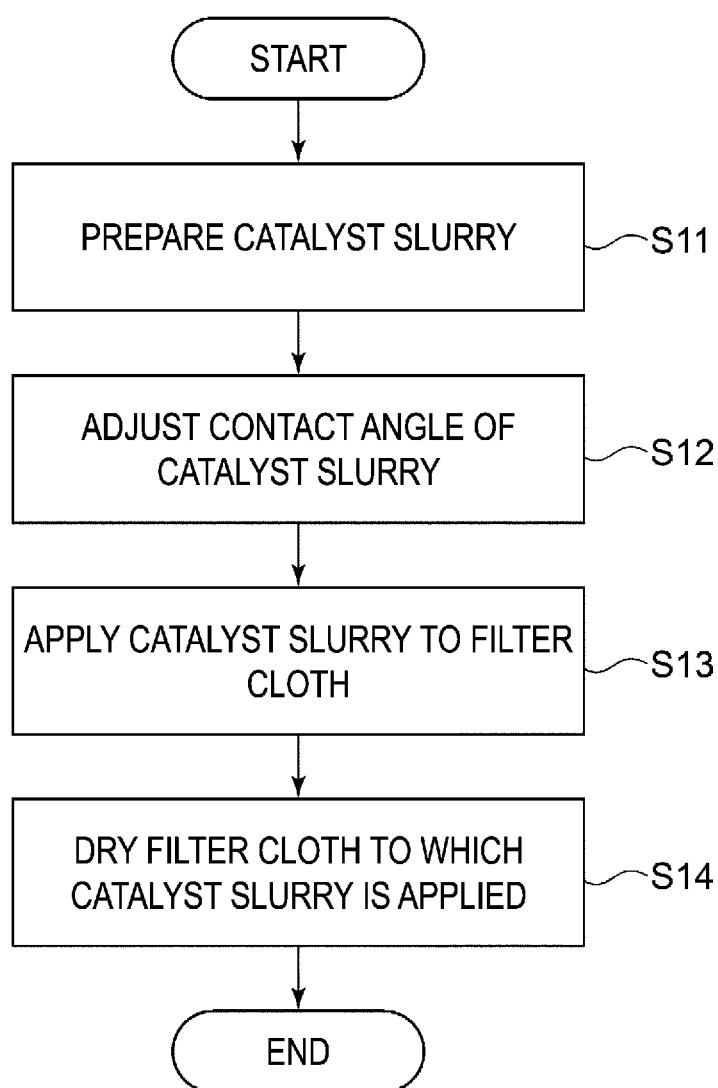 START
PREPARE CATALYST SLURRY
S11
ADJUST CONTACT ANGLE OF
CATALYST SLURRY
S12
APPLY CATALYST SLURRY TO FILTER
CLOTH
S13
DRY FILTER CLOTH TO WHICH
CATALYST SLURRY IS APPLIED
S14
END